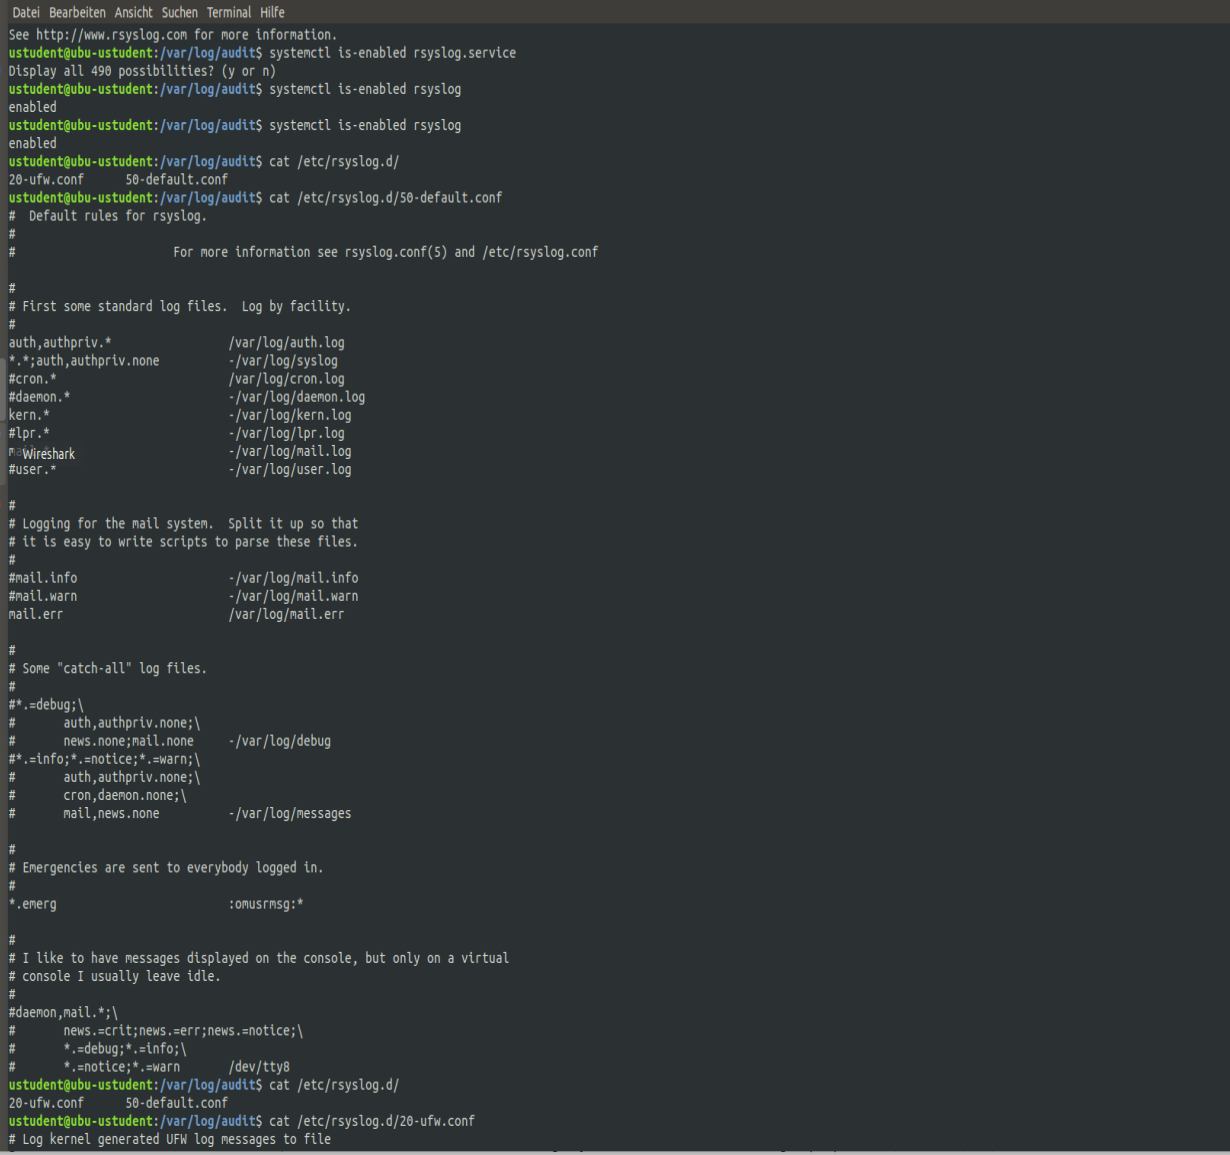 Datei Bearbeiten Ansicht Suchen Terminal Hilfe
See http://www.rsyslog.com for more information.
ustudent@ubu-ustudent:/var/log/audit$ systemctl is-enabled rsyslog.service
Display all 490 possibilities? (y or n)
ustudent@ubu-ustudent:/var/log/audit$ systemctl is-enabled rsyslog
enabled
ustudent@ubu-ustudent:/var/log/audit$ systemctl is-enabled rsyslog
enabled
ustudent@ubu-ustudent:/var/log/audit$ cat /etc/rsyslog.d/
20-ufw.conf      50-default.conf
ustudent@ubu-ustudent:/var/log/audit$ cat /etc/rsyslog.d/50-default.conf
#  Default rules for rsyslog.
#
#                       For more information see rsyslog.conf(5) and /etc/rsyslog.conf
#
# First some standard log files.  Log by facility.
#
auth,authpriv.*                 /var/log/auth.log
*.*;auth,authpriv.none          -/var/log/syslog
#cron.*                         /var/log/cron.log
#daemon.*                       -/var/log/daemon.log
kern.*                          -/var/log/kern.log
#lpr.*                          -/var/log/lpr.log
-/var/log/mail.log
Wireshark
#user.*                         -/var/log/user.log
#
# Logging for the mail system.  Split it up so that
# it is easy to write scripts to parse these files.
#
#mail.info                      -/var/log/mail.info
#mail.warn                      -/var/log/mail.warn
mail.err                        /var/log/mail.err
#
# Some "catch-all" log files.
#
#*.=debug;\
#       auth,authpriv.none;\
#       news.none;mail.none     -/var/log/debug
#*.=info;*.=notice;*.=warn;\
#       auth,authpriv.none;\
#       cron,daemon.none;\
#       mail,news.none          -/var/log/messages
#
# Emergencies are sent to everybody logged in.
#
*.emerg                         :omusrmsg:*
#
# I like to have messages displayed on the console, but only on a virtual
# console I usually leave idle.
#
#daemon,mail.*;\
#       news.=crit;news.=err;news.=notice;\
#       *.=debug;*.=info;\
#       *.=notice;*.=warn       /dev/tty8
ustudent@ubu-ustudent:/var/log/audit$ cat /etc/rsyslog.d/
20-ufw.conf      50-default.conf
ustudent@ubu-ustudent:/var/log/audit$ cat /etc/rsyslog.d/20-ufw.conf
# Log kernel generated UFW log messages to file